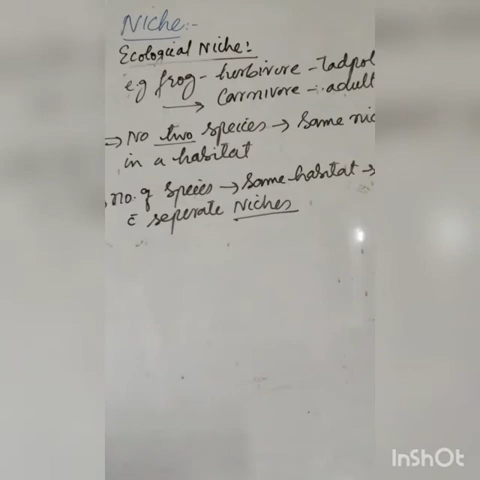 Niche:-
Ecological Niche:
e.g frog - herbivore - Tadpol
→ Carnivore - adult
⇒ No two species → Same nic
in a habitat
no. of Species → Same habitat →
c̄ seperate Niches
InShOt